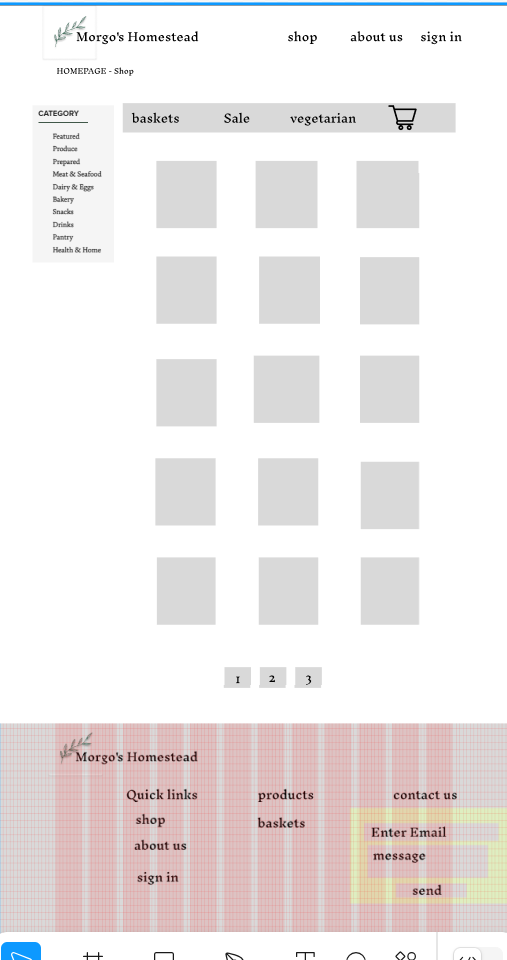 Morgo's Homestead shop about us sign in
HOMEPAGE - Shop
CATEGORY
Featured
Produce
Prepared
Meat & Seafood
Dairy & Eggs
Bakery
Snacks
Drinks
Pantry
Health & Home
baskets Sale vegetarian
1 2 3
Morgo's Homestead
Quick links products contact us
shop baskets Enter Email
about us message
sign in send